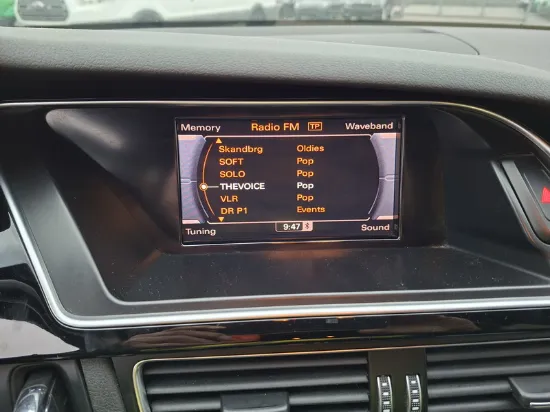 Memory Radio FM TP Waveband
Skandbrg Oldies
SOFT Pop
SOLO Pop
THEVOICE Pop
VLR Pop
DR P1 Events
Tuning 9:47 Sound